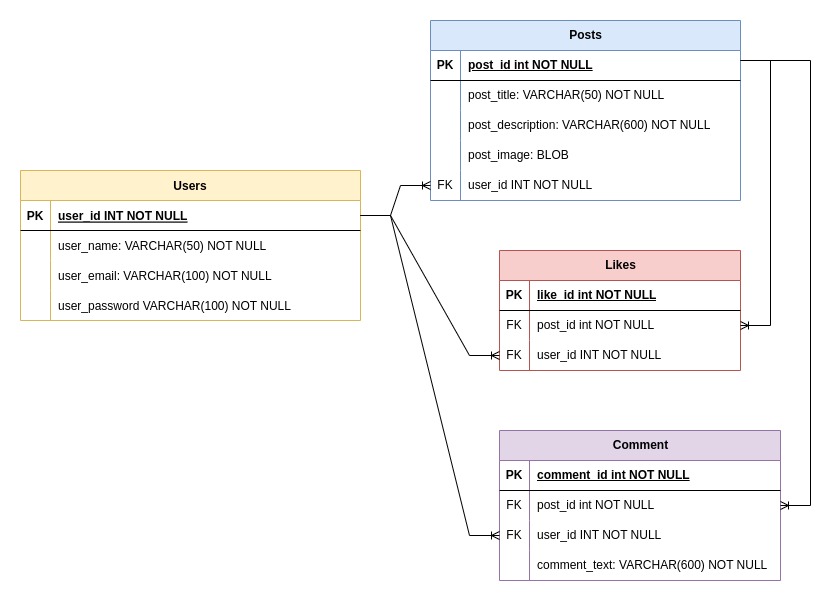 Posts
PK post_id int NOT NULL
post_title: VARCHAR(50) NOT NULL
post_description: VARCHAR(600) NOT NULL
post_image: BLOB
FK user_id INT NOT NULL
Users
PK user_id INT NOT NULL
user_name: VARCHAR(50) NOT NULL
user_email: VARCHAR(100) NOT NULL
user_password VARCHAR(100) NOT NULL
Likes
PK like_id int NOT NULL
FK post_id int NOT NULL
FK user_id INT NOT NULL
Comment
PK comment_id int NOT NULL
FK post_id int NOT NULL
FK user_id INT NOT NULL
comment_text: VARCHAR(600) NOT NULL